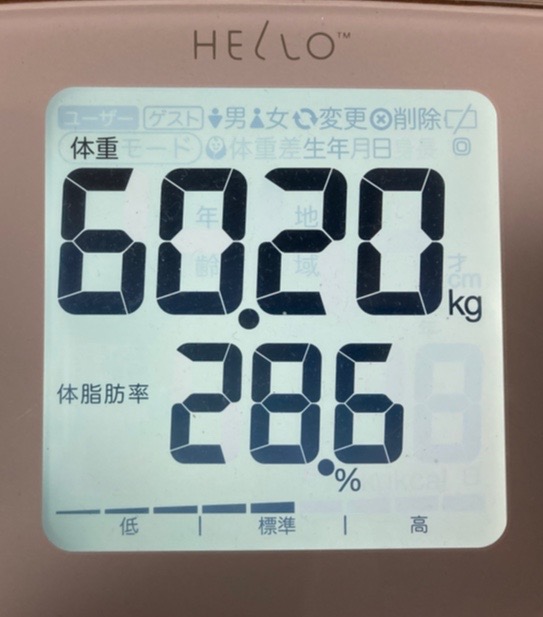 HELLO™
ユーザー ゲスト 男 女 変更 削除
体重 モード 体重差 生年月日
年 地
60.20 kg
齢 域 才
cm
体脂肪率 28.6 %
低 | 標準 | 高